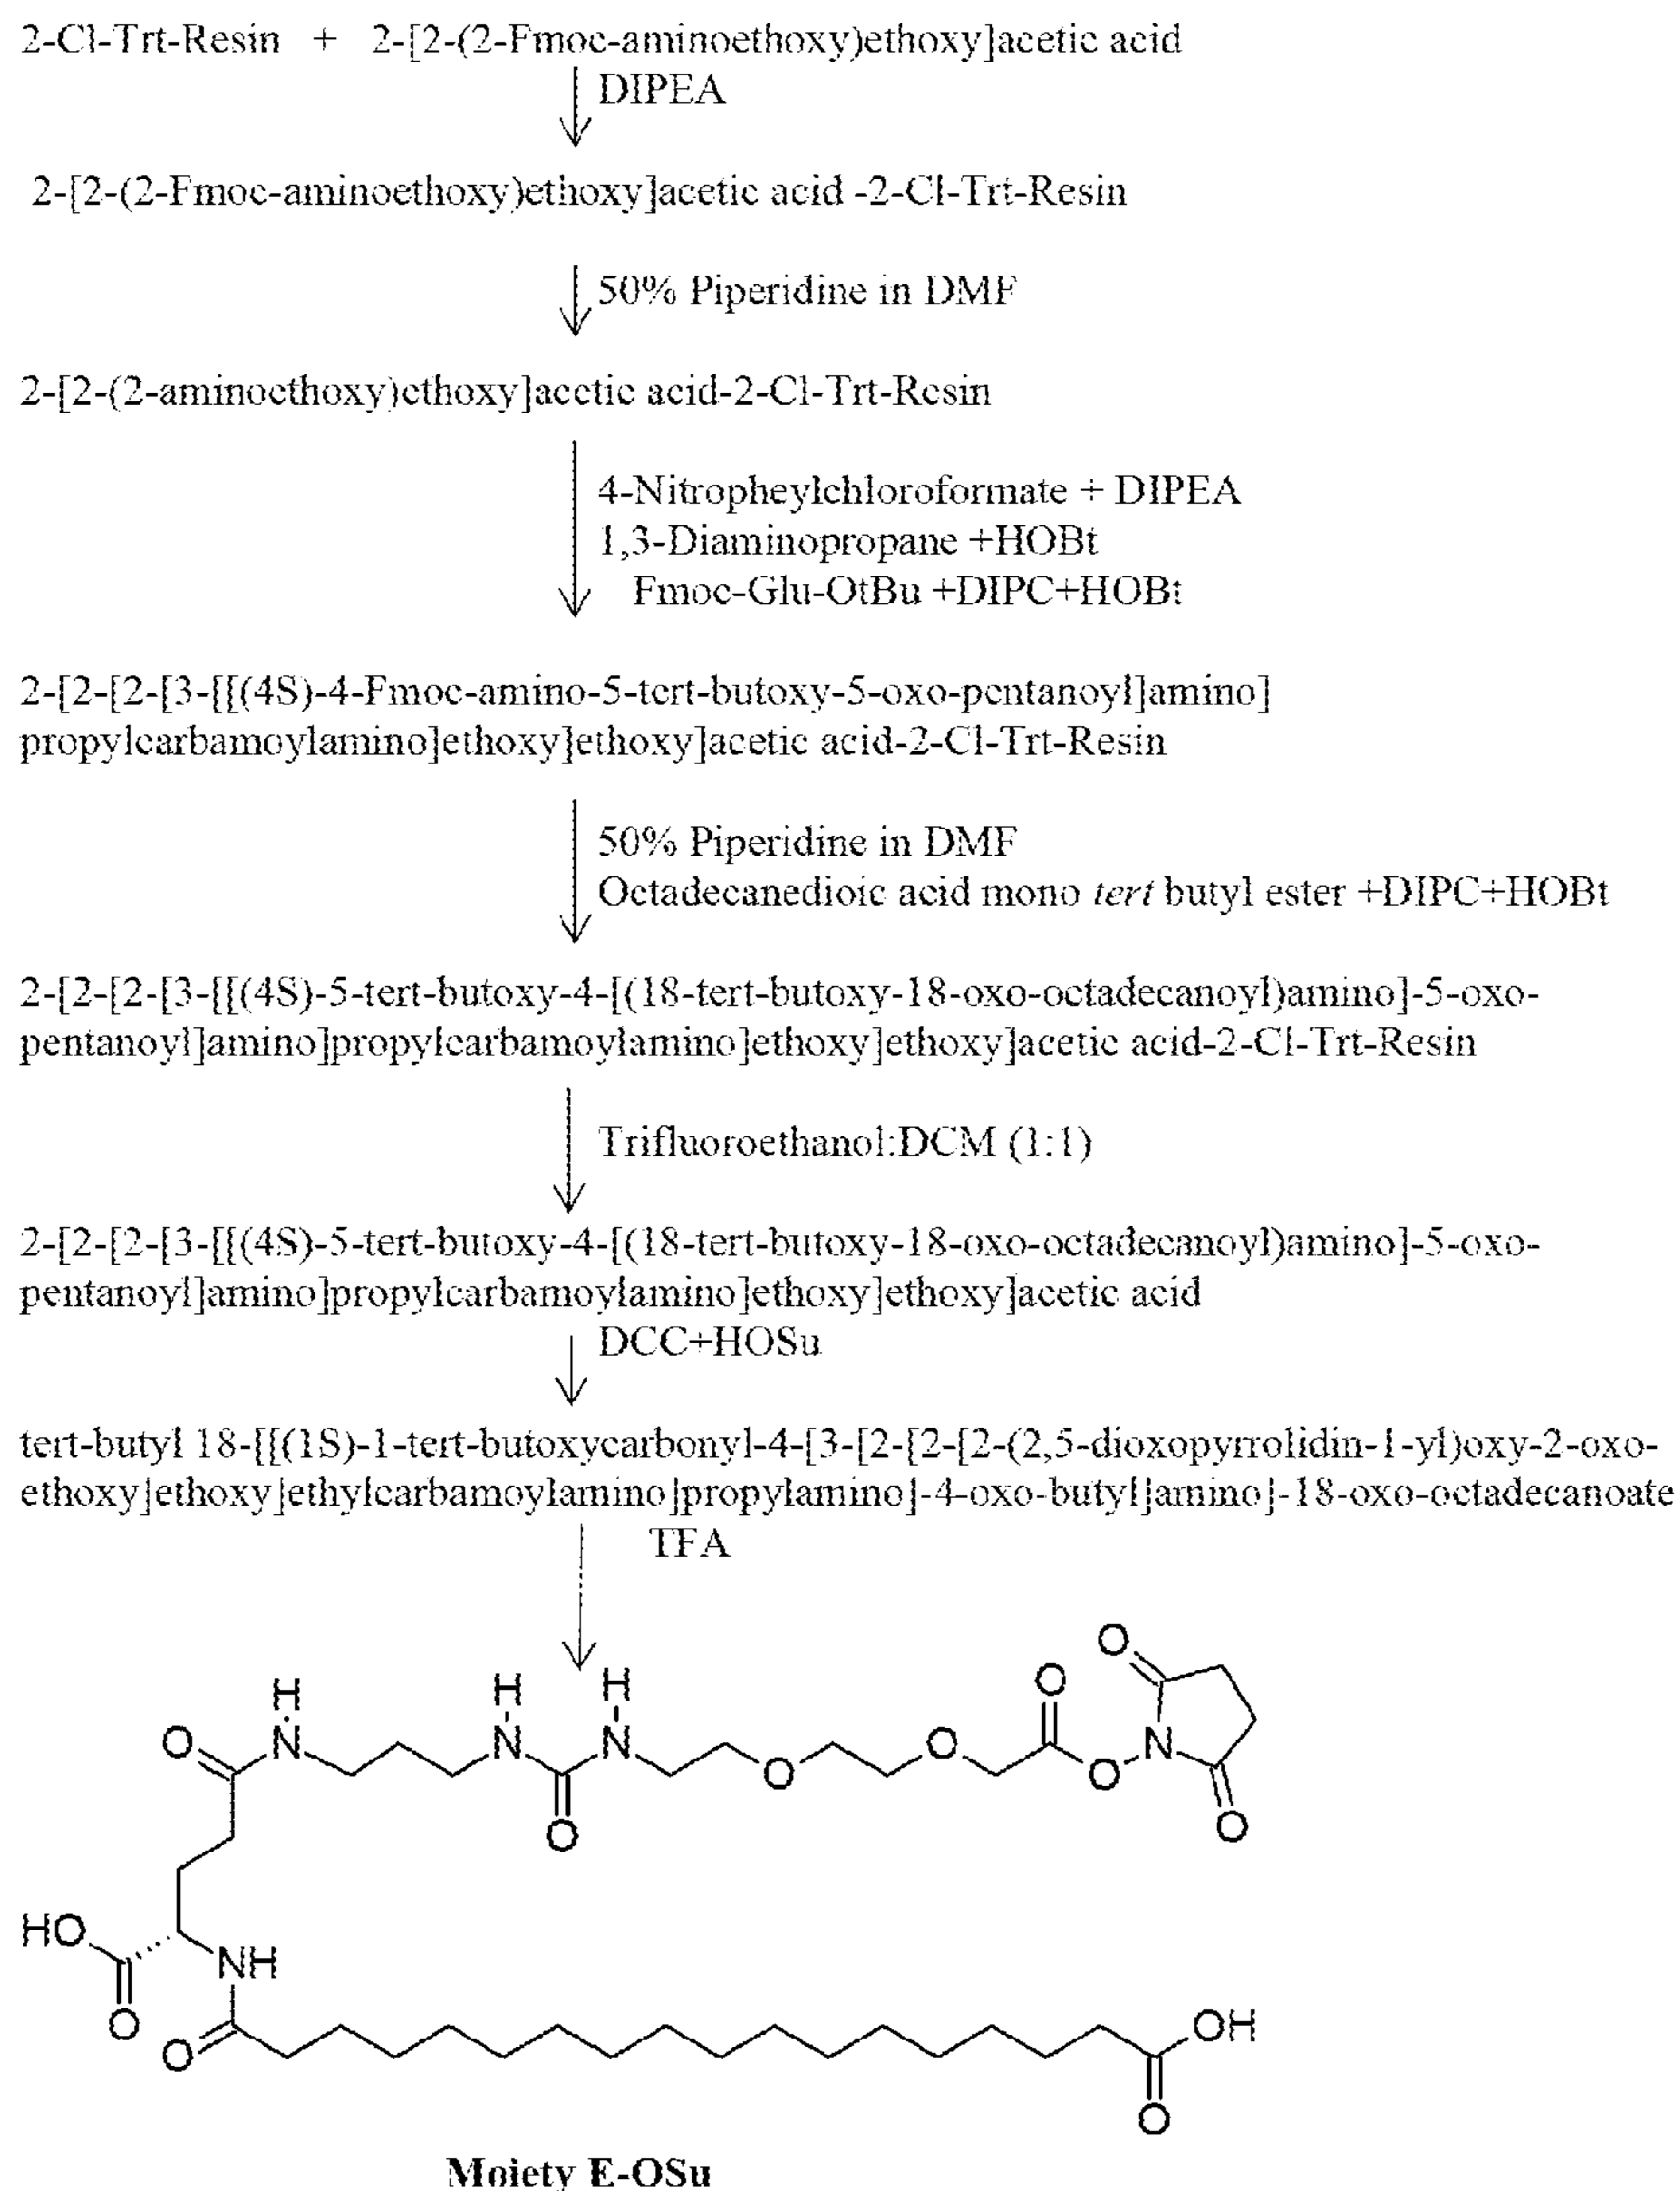 2-Cl-Trt-Resin + 2-[2-(2-Fmoc-aminoethoxy)ethoxy]acetic acid
DIPEA
2-[2-(2-Fmoc-aminoethoxy)ethoxy]acetic acid -2-Cl-Trt-Resin
50% Piperidine in DMF
2-[2-(2-aminoethoxy)ethoxy]acetic acid-2-Cl-Trt-Resin
4-Nitropheylchloroformate + DIPEA
1,3-Diaminopropane +HOBt
Fmoc-Glu-OtBu +DIPC+HOBt
2-[2-[2-[3-[[(4S)-4-Fmoc-amino-5-tert-butoxy-5-oxo-pentanoyl]amino]
propylcarbamoylamino]ethoxy]ethoxy]acetic acid-2-Cl-Trt-Resin
50% Piperidine in DMF
Octadecanedioic acid mono tert butyl ester +DIPC+HOBt
2-[2-[2-[3-[[(4S)-5-tert-butoxy-4-[(18-tert-butoxy-18-oxo-octadecanoyl)amino]-5-oxo-
pentanoyl]amino]propylcarbamoylamino]ethoxy]ethoxy]acetic acid-2-Cl-Trt-Resin
Trifluoroethanol:DCM (1:1)
2-[2-[2-[3-[[(4S)-5-tert-butoxy-4-[(18-tert-butoxy-18-oxo-octadecanoyl)amino]-5-oxo-
pentanoyl]amino]propylcarbamoylamino]ethoxy]ethoxy]acetic acid
DCC+HOSu
tert-butyl 18-[[(1S)-1-tert-butoxycarbonyl-4-[3-[2-[2-[2-(2,5-dioxopyrrolidin-1-yl)oxy-2-oxo-
ethoxy]ethoxy]ethylcarbamoylamino]propylamino]-4-oxo-butyl]amino]-18-oxo-octadecanoate
TFA
O
H H H O
O N N N O O O N
O O
HO NH
O O OH
O
Moiety E-OSu